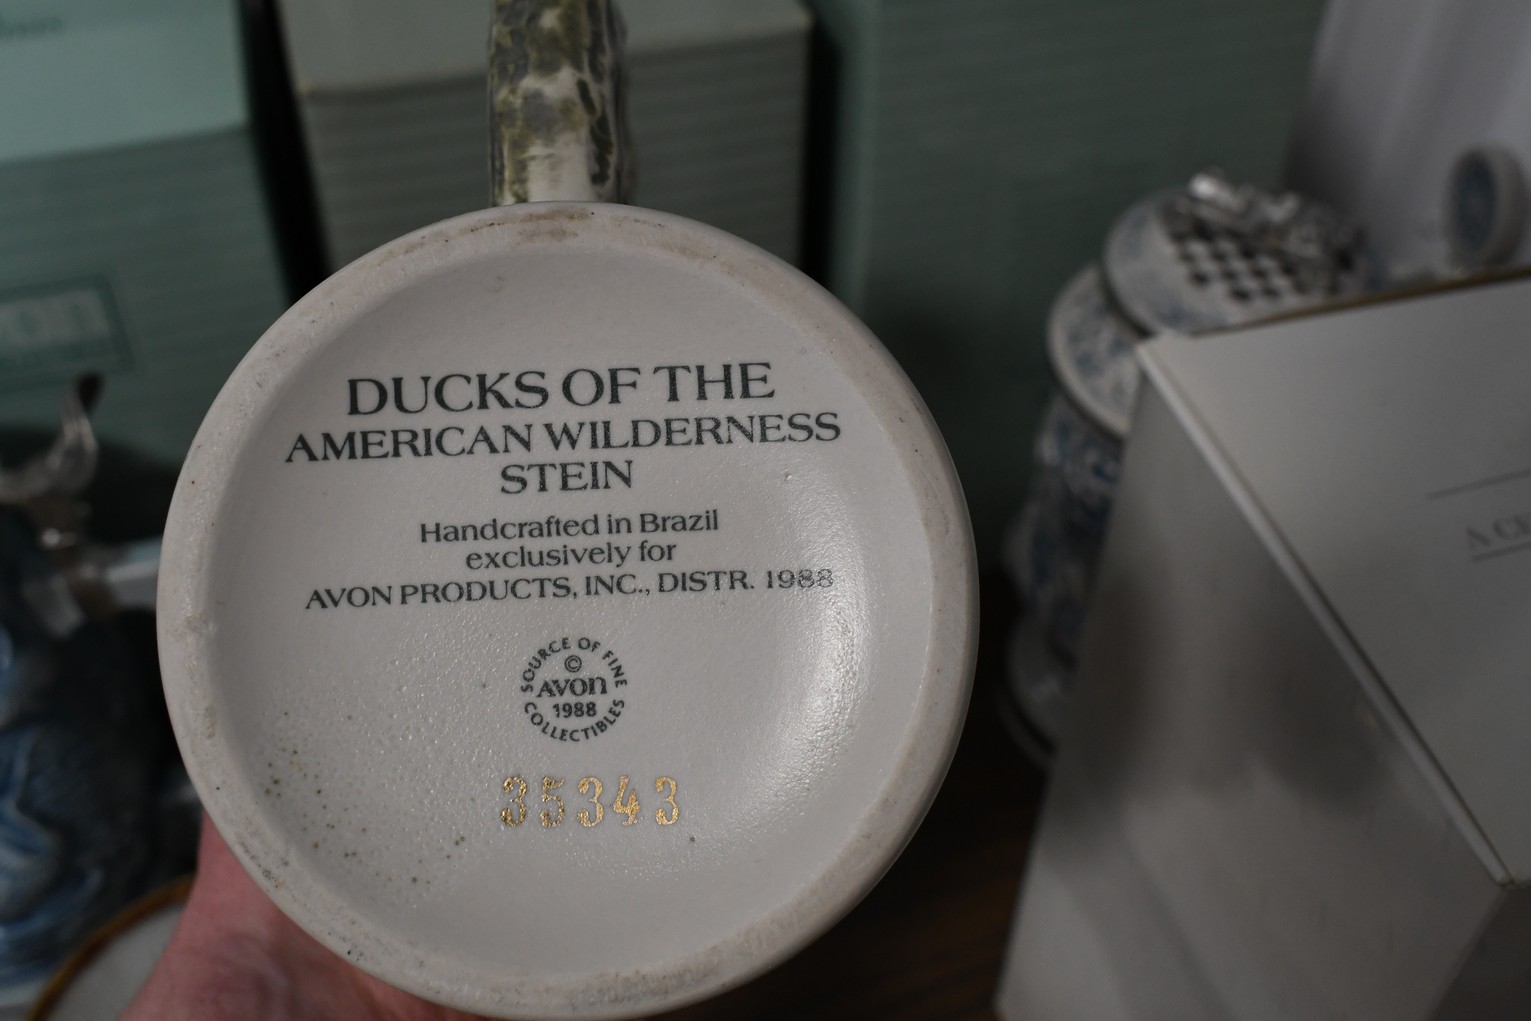 DUCKS OF THE
AMERICAN WILDERNESS
STEIN
Handcrafted in Brazil
exclusively for
AVON PRODUCTS, INC., DISTR. 1988
SOURCE OF FINE
©
AVON
1988
COLLECTIBLES
35343